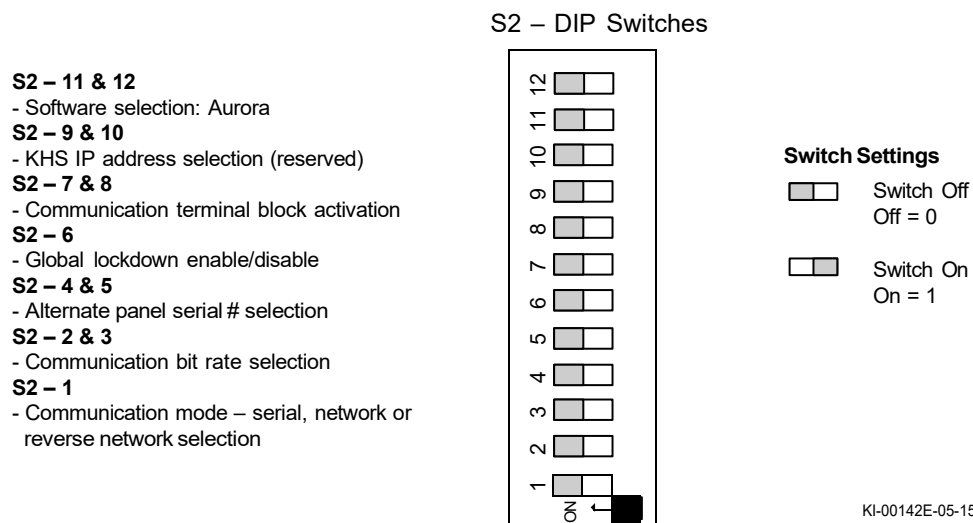 S2 – DIP Switches
S2 – 11 & 12
- Software selection: Aurora
S2 – 9 & 10
- KHS IP address selection (reserved)
S2 – 7 & 8
- Communication terminal block activation
S2 – 6
- Global lockdown enable/disable
S2 – 4 & 5
- Alternate panel serial # selection
S2 – 2 & 3
- Communication bit rate selection
S2 – 1
- Communication mode – serial, network or
reverse network selection
12
11
10
9
8
7
6
5
4
3
2
1
ON
Switch Settings
Switch Off
Off = 0
Switch On
On = 1
KI-00142E-05-15